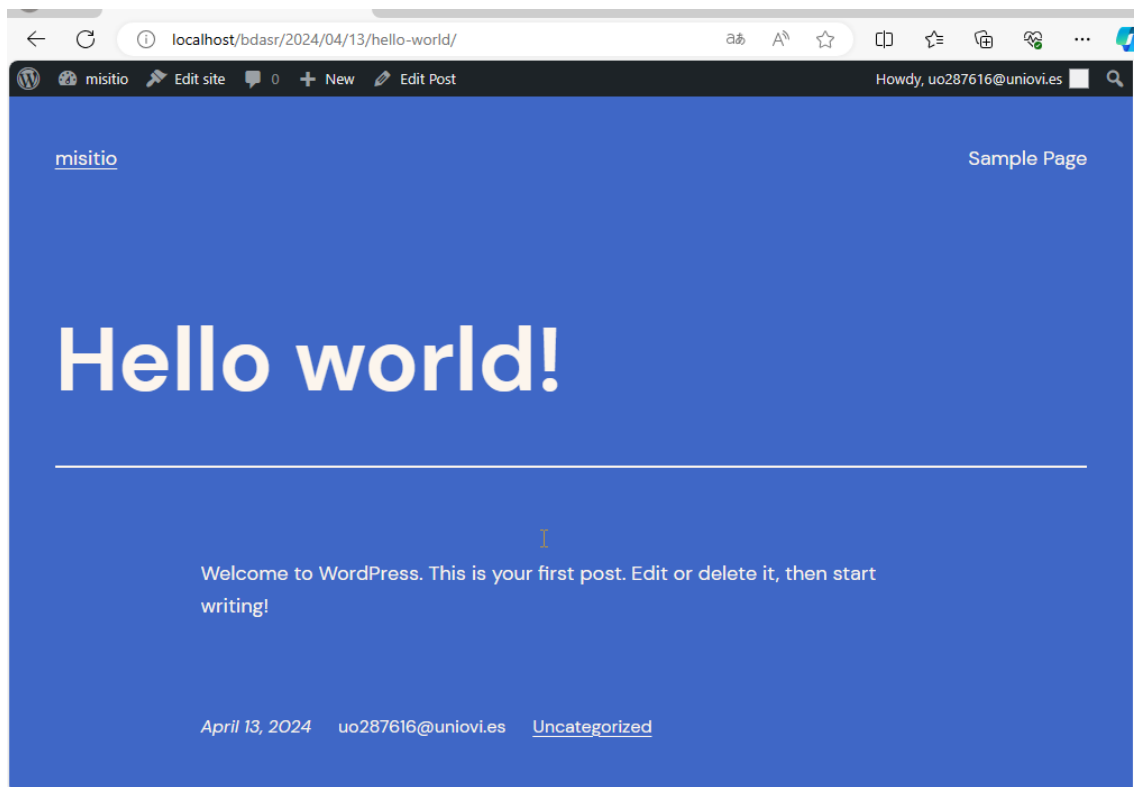 localhost/bdasr/2024/04/13/hello-world/
misitio Edit site 0 New Edit Post Howdy, uo287616@uniovi.es
misitio Sample Page
Hello world!
Welcome to WordPress. This is your first post. Edit or delete it, then start
writing!
April 13, 2024 uo287616@uniovi.es Uncategorized